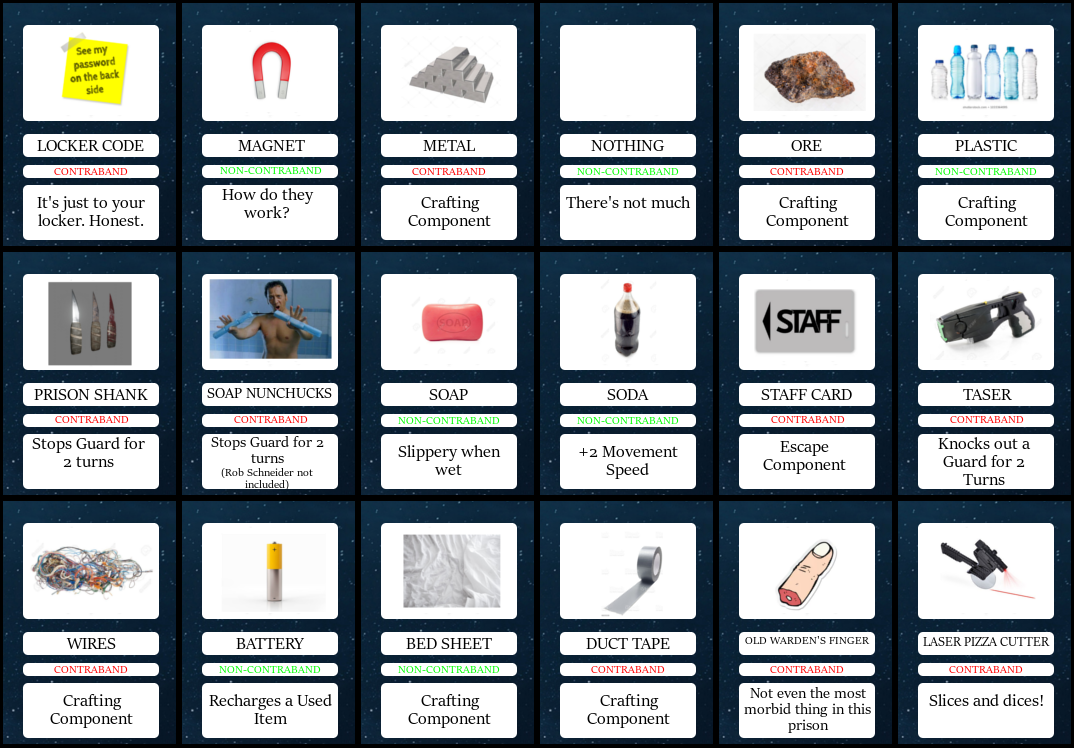 See my
password
on the back
side
LOCKER CODE
CONTRABAND
It's just to your
locker. Honest.
MAGNET
NON-CONTRABAND
How do they
work?
METAL
CONTRABAND
Crafting
Component
NOTHING
NON-CONTRABAND
There's not much
ORE
CONTRABAND
Crafting
Component
PLASTIC
NON-CONTRABAND
Crafting
Component
PRISON SHANK
CONTRABAND
Stops Guard for
2 turns
SOAP NUNCHUCKS
CONTRABAND
Stops Guard for 2
turns
(Rob Schneider not
included)
SOAP
SOAP
NON-CONTRABAND
Slippery when
wet
SODA
NON-CONTRABAND
+2 Movement
Speed
STAFF
STAFF CARD
CONTRABAND
Escape
Component
TASER
CONTRABAND
Knocks out a
Guard for 2
Turns
WIRES
CONTRABAND
Crafting
Component
BATTERY
NON-CONTRABAND
Recharges a Used
Item
BED SHEET
NON-CONTRABAND
Crafting
Component
DUCT TAPE
CONTRABAND
Crafting
Component
OLD WARDEN'S FINGER
CONTRABAND
Not even the most
morbid thing in this
prison
LASER PIZZA CUTTER
CONTRABAND
Slices and dices!